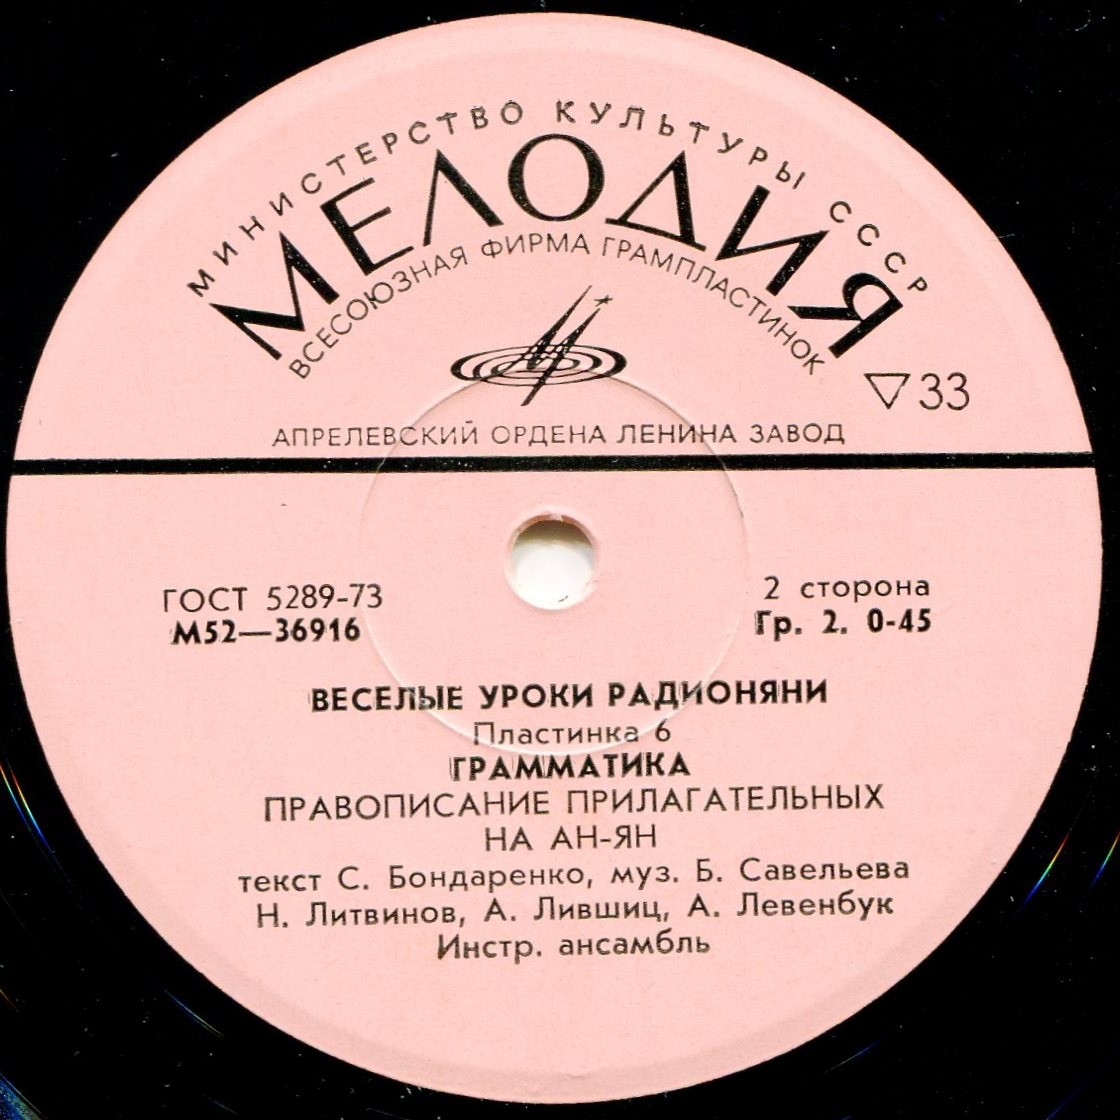 МИНИСТЕРСТВО КУЛЬТУРЫ СССР
МЕЛОДИЯ
ВСЕСОЮЗНАЯ ФИРМА ГРАМПЛАСТИНОК
▽33
АПРЕЛЕВСКИЙ ОРДЕНА ЛЕНИНА ЗАВОД
ГОСТ 5289-73
М52—36916
2 сторона
Гр. 2. 0-45
ВЕСЕЛЫЕ УРОКИ РАДИОНЯНИ
Пластинка 6
ГРАММАТИКА
ПРАВОПИСАНИЕ ПРИЛАГАТЕЛЬНЫХ
НА АН-ЯН
текст С. Бондаренко, муз. Б. Савельева
Н. Литвинов, А. Лившиц, А. Левенбук
Инстр. ансамбль